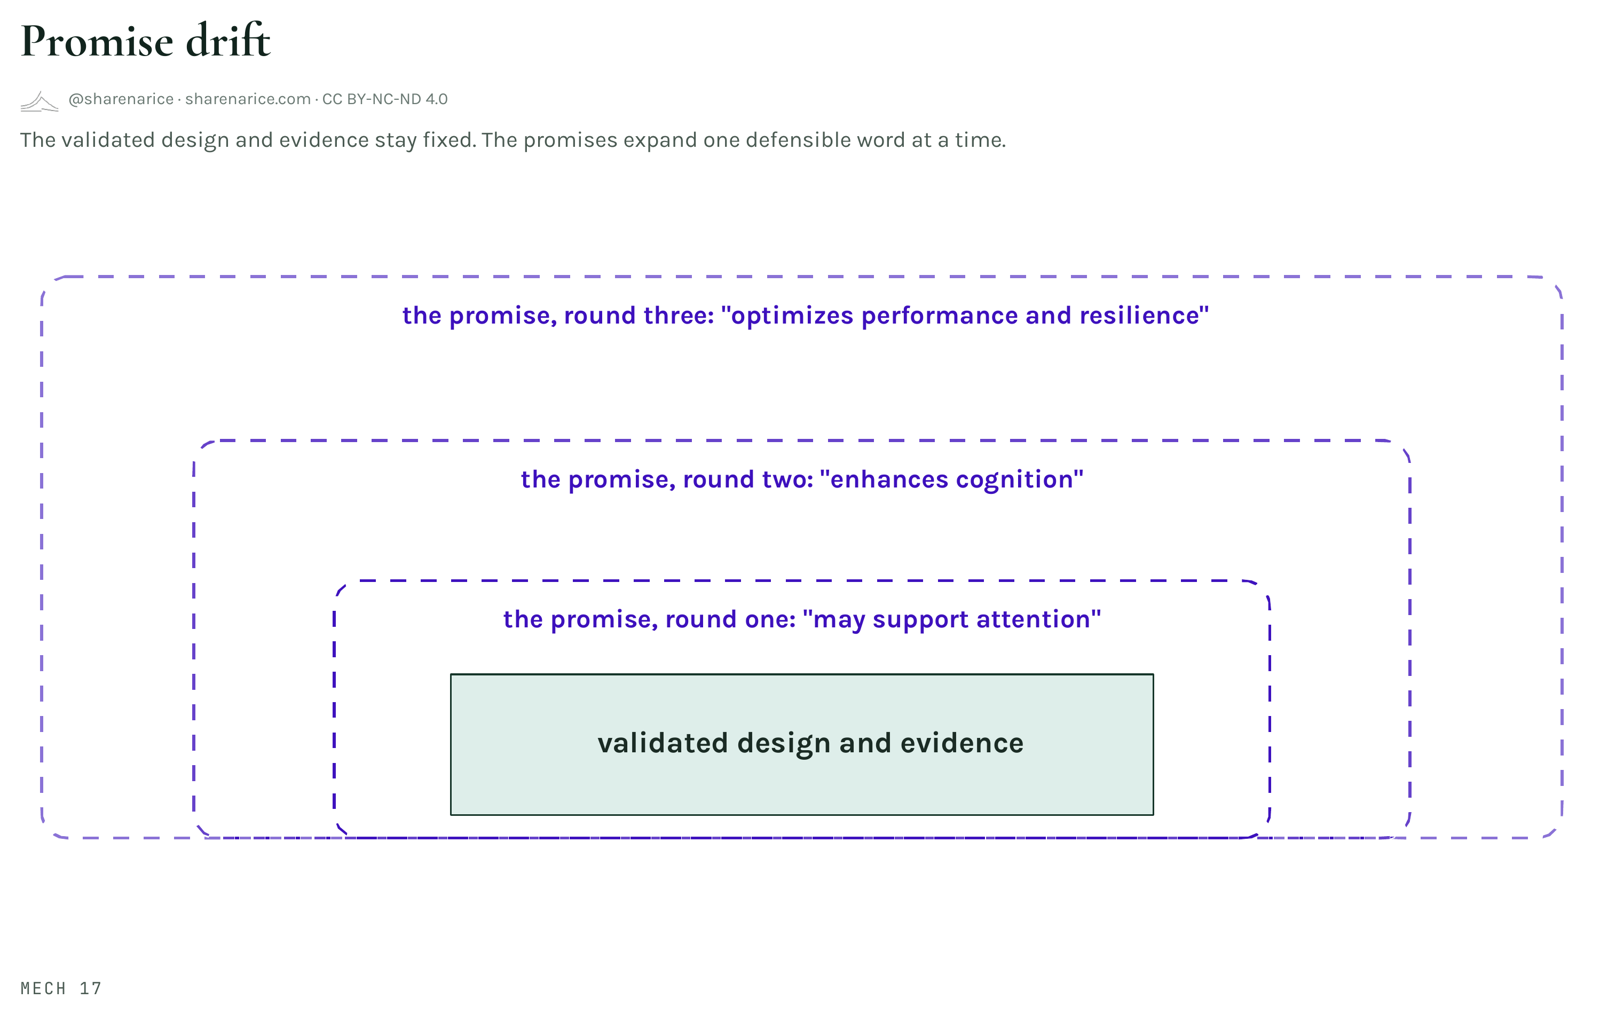 Promise drift
@sharenarice · sharenarice.com · CC BY-NC-ND 4.0
The validated design and evidence stay fixed. The promises expand one defensible word at a time.
the promise, round three: "optimizes performance and resilience"
the promise, round two: "enhances cognition"
the promise, round one: "may support attention"
validated design and evidence
MECH 17